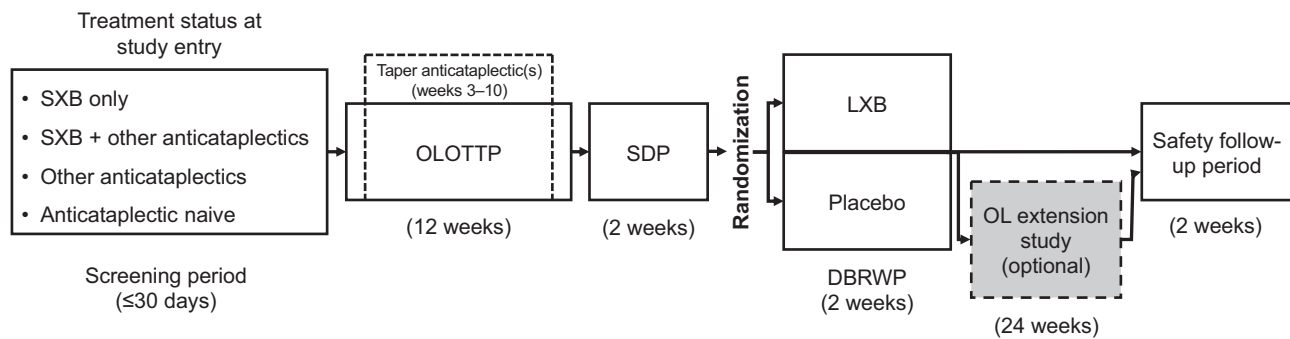 Treatment status at
study entry
• SXB only
• SXB + other anticataplectics
• Other anticataplectics
• Anticataplectic naive
Screening period
(≤30 days)
Taper anticataplectic(s)
(weeks 3–10)
OLOTTP
(12 weeks)
SDP
(2 weeks)
Randomization
LXB
Placebo
DBRWP
(2 weeks)
OL extension
study
(optional)
(24 weeks)
Safety follow-
up period
(2 weeks)